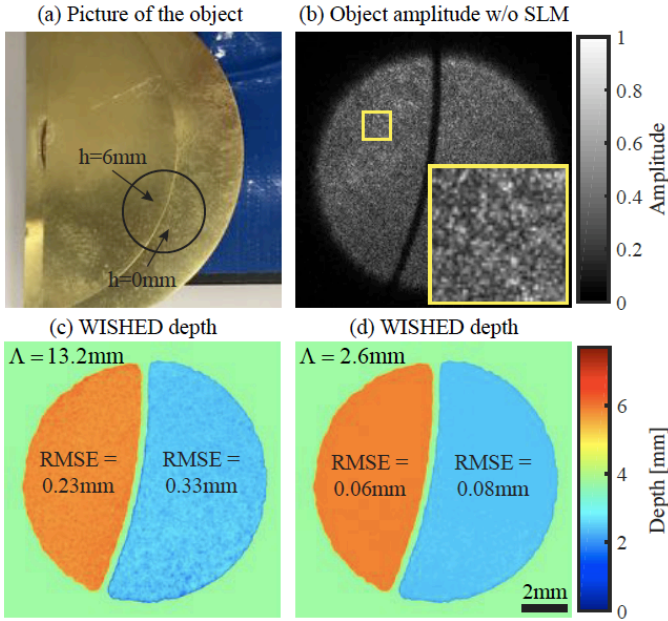 (a) Picture of the object
(b) Object amplitude w/o SLM
h=6mm
h=0mm
1
0.8
0.6
0.4
0.2
0
Amplitude
(c) WISHED depth
(d) WISHED depth
Λ = 13.2mm
RMSE =
0.23mm
RMSE =
0.33mm
Λ = 2.6mm
RMSE =
0.06mm
RMSE =
0.08mm
2mm
6
4
2
0
Depth [mm]